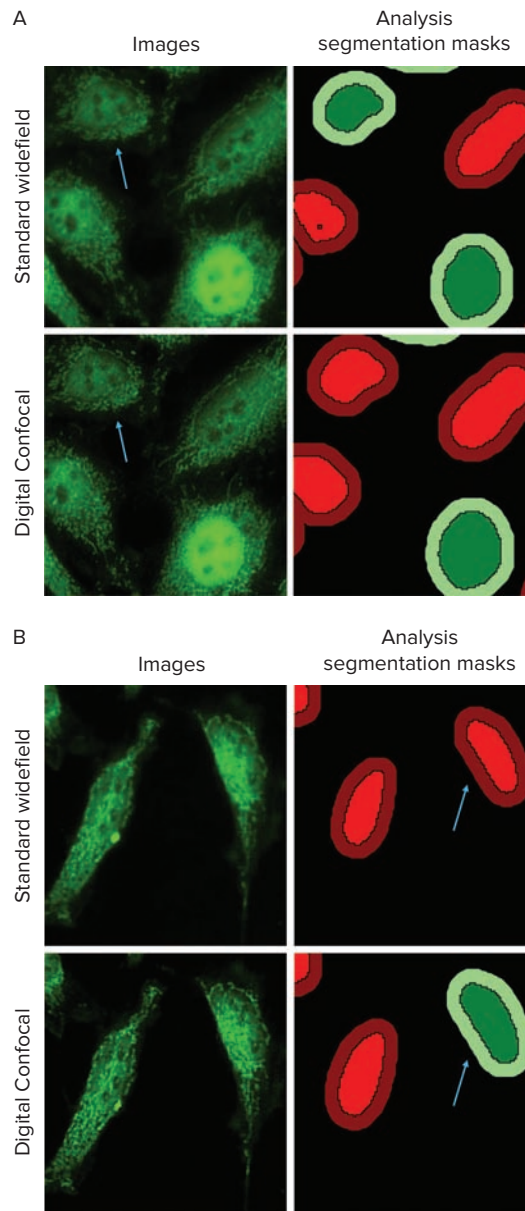 A
Images
Analysis
segmentation masks
Standard widefield
Digital Confocal
B
Images
Analysis
segmentation masks
Standard widefield
Digital Confocal